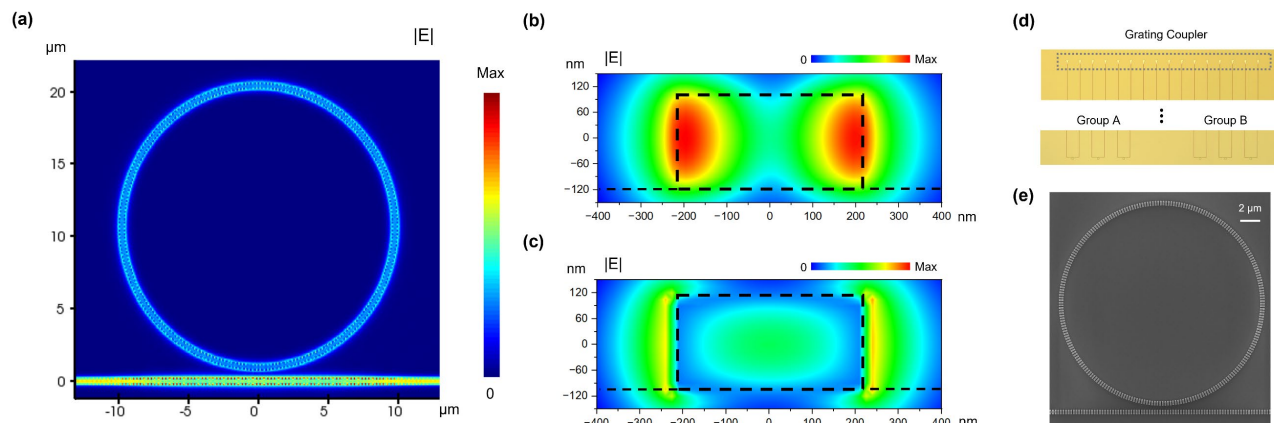 (a)
µm
|E|
20
15
10
5
0
-10
-5
0
5
10
µm
Max
0
(b)
|E|
0
Max
nm
120
60
0
−60
−120
−400
−300
−200
−100
0
100
200
300
400
nm
(c)
|E|
0
Max
nm
120
60
0
−60
−120
−400
−300
−200
−100
0
100
200
300
400
nm
(d)
Grating Coupler
Group A
Group B
(e)
2 µm